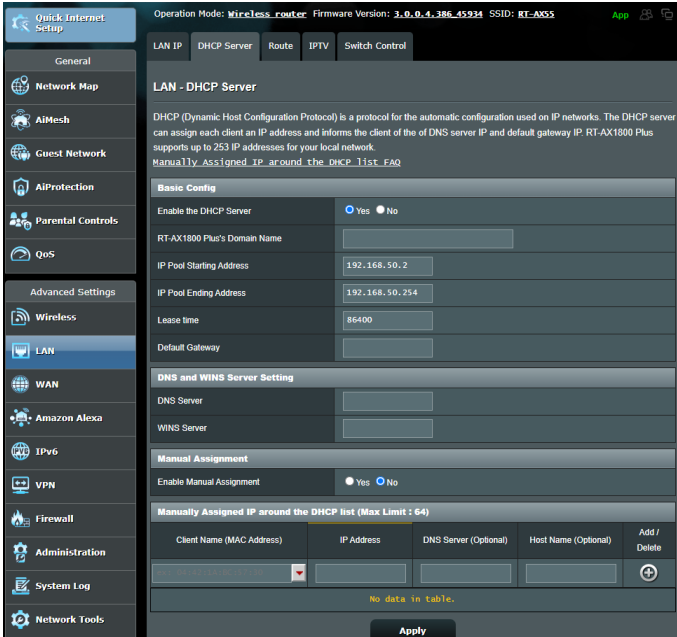 Quick Internet
Setup
General
Network Map
AiMesh
Guest Network
AiProtection
Parental Controls
QoS
Advanced Settings
Wireless
LAN
WAN
Amazon Alexa
IPv6
VPN
Firewall
Administration
System Log
Network Tools
Operation Mode: Wireless router Firmware Version: 3.0.0.4.386_45934 SSID: RT-AX55 App
LAN IP DHCP Server Route IPTV Switch Control
LAN - DHCP Server
DHCP (Dynamic Host Configuration Protocol) is a protocol for the automatic configuration used on IP networks. The DHCP server
can assign each client an IP address and informs the client of the of DNS server IP and default gateway IP. RT-AX1800 Plus
supports up to 253 IP addresses for your local network.
Manually Assigned IP around the DHCP list FAQ
Basic Config
Enable the DHCP Server Yes No
RT-AX1800 Plus's Domain Name
IP Pool Starting Address 192.168.50.2
IP Pool Ending Address 192.168.50.254
Lease time 86400
Default Gateway
DNS and WINS Server Setting
DNS Server
WINS Server
Manual Assignment
Enable Manual Assignment Yes No
Manually Assigned IP around the DHCP list (Max Limit : 64)
Client Name (MAC Address) IP Address DNS Server (Optional) Host Name (Optional) Add /
Delete
No data in table.
Apply